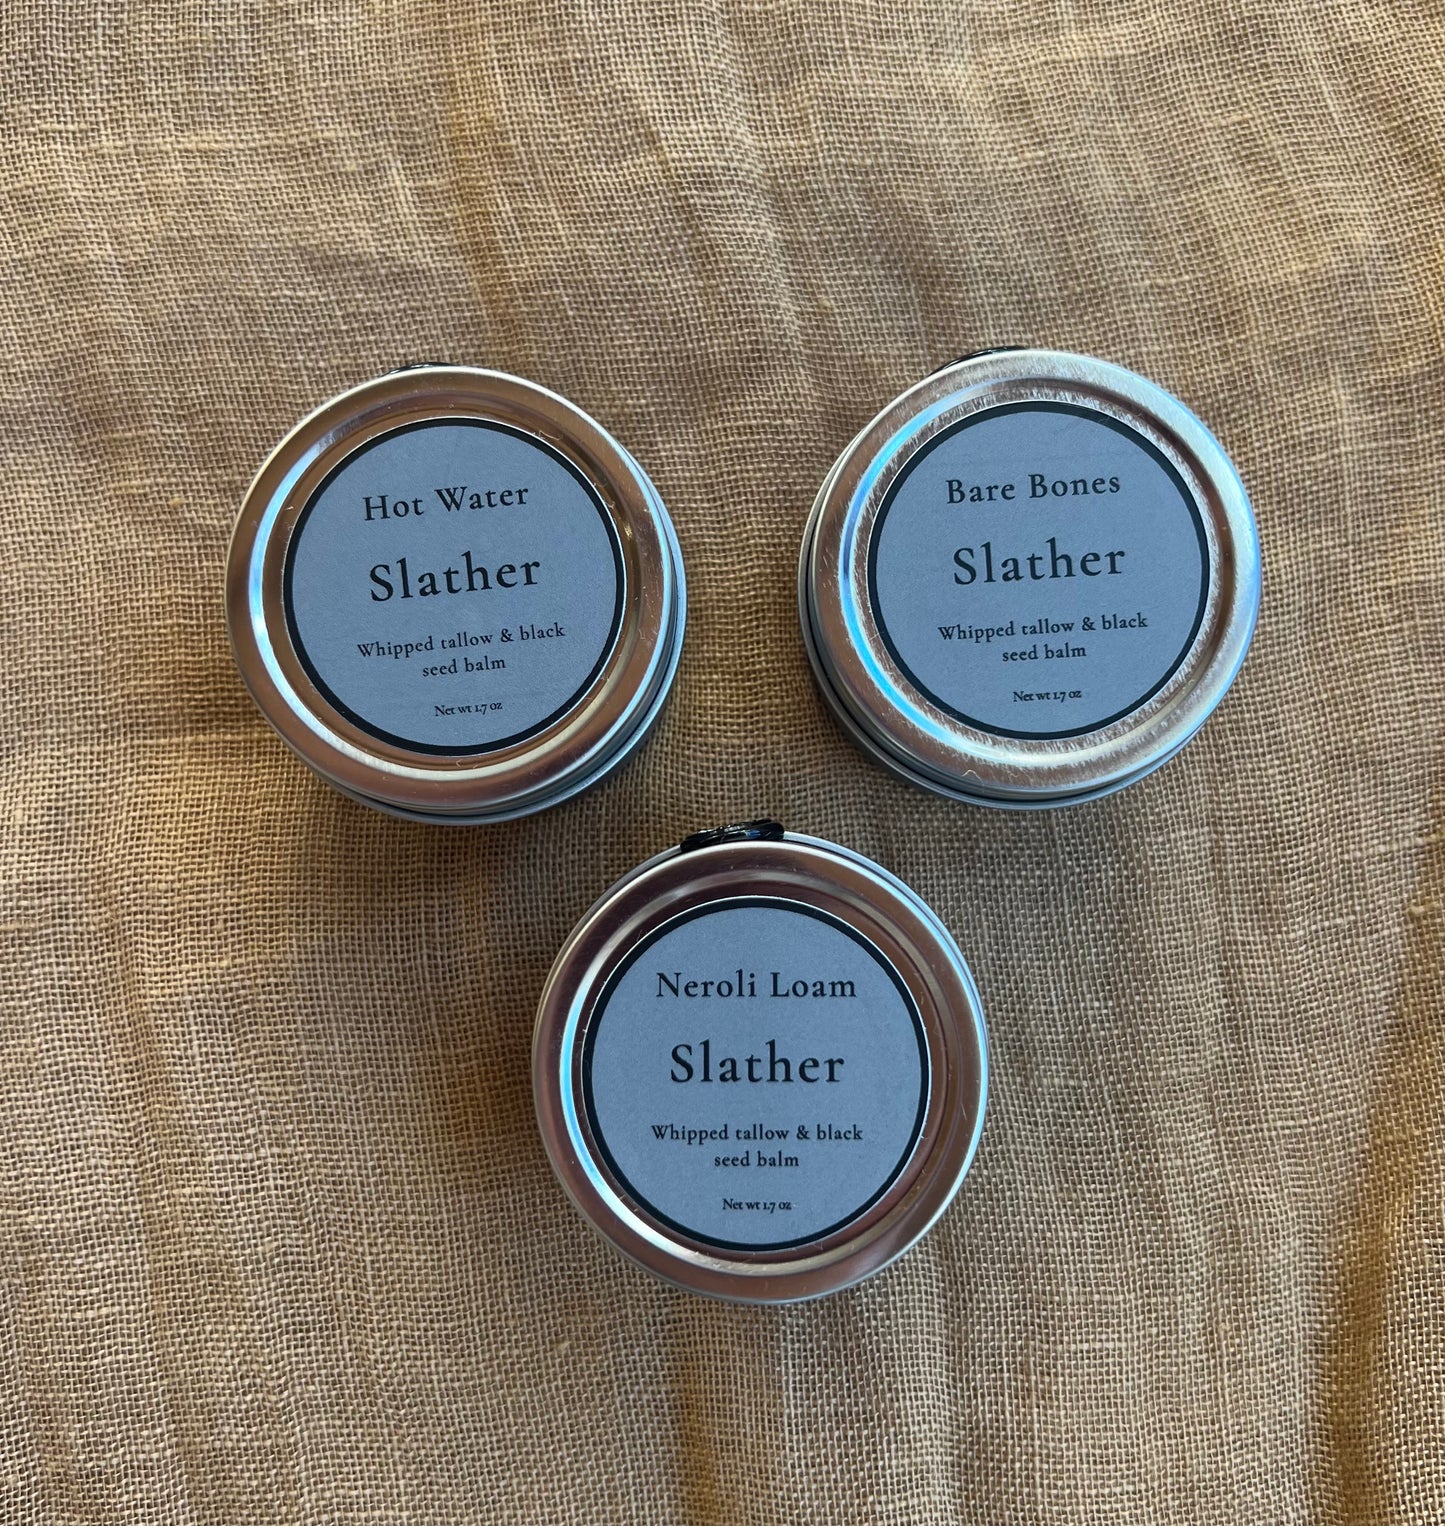 Hot Water
Slather
Whipped tallow & black
seed balm
Net wt 1.7 oz
Bare Bones
Slather
Whipped tallow & black
seed balm
Net wt 1.7 oz
Neroli Loam
Slather
Whipped tallow & black
seed balm
Net wt 1.7 oz